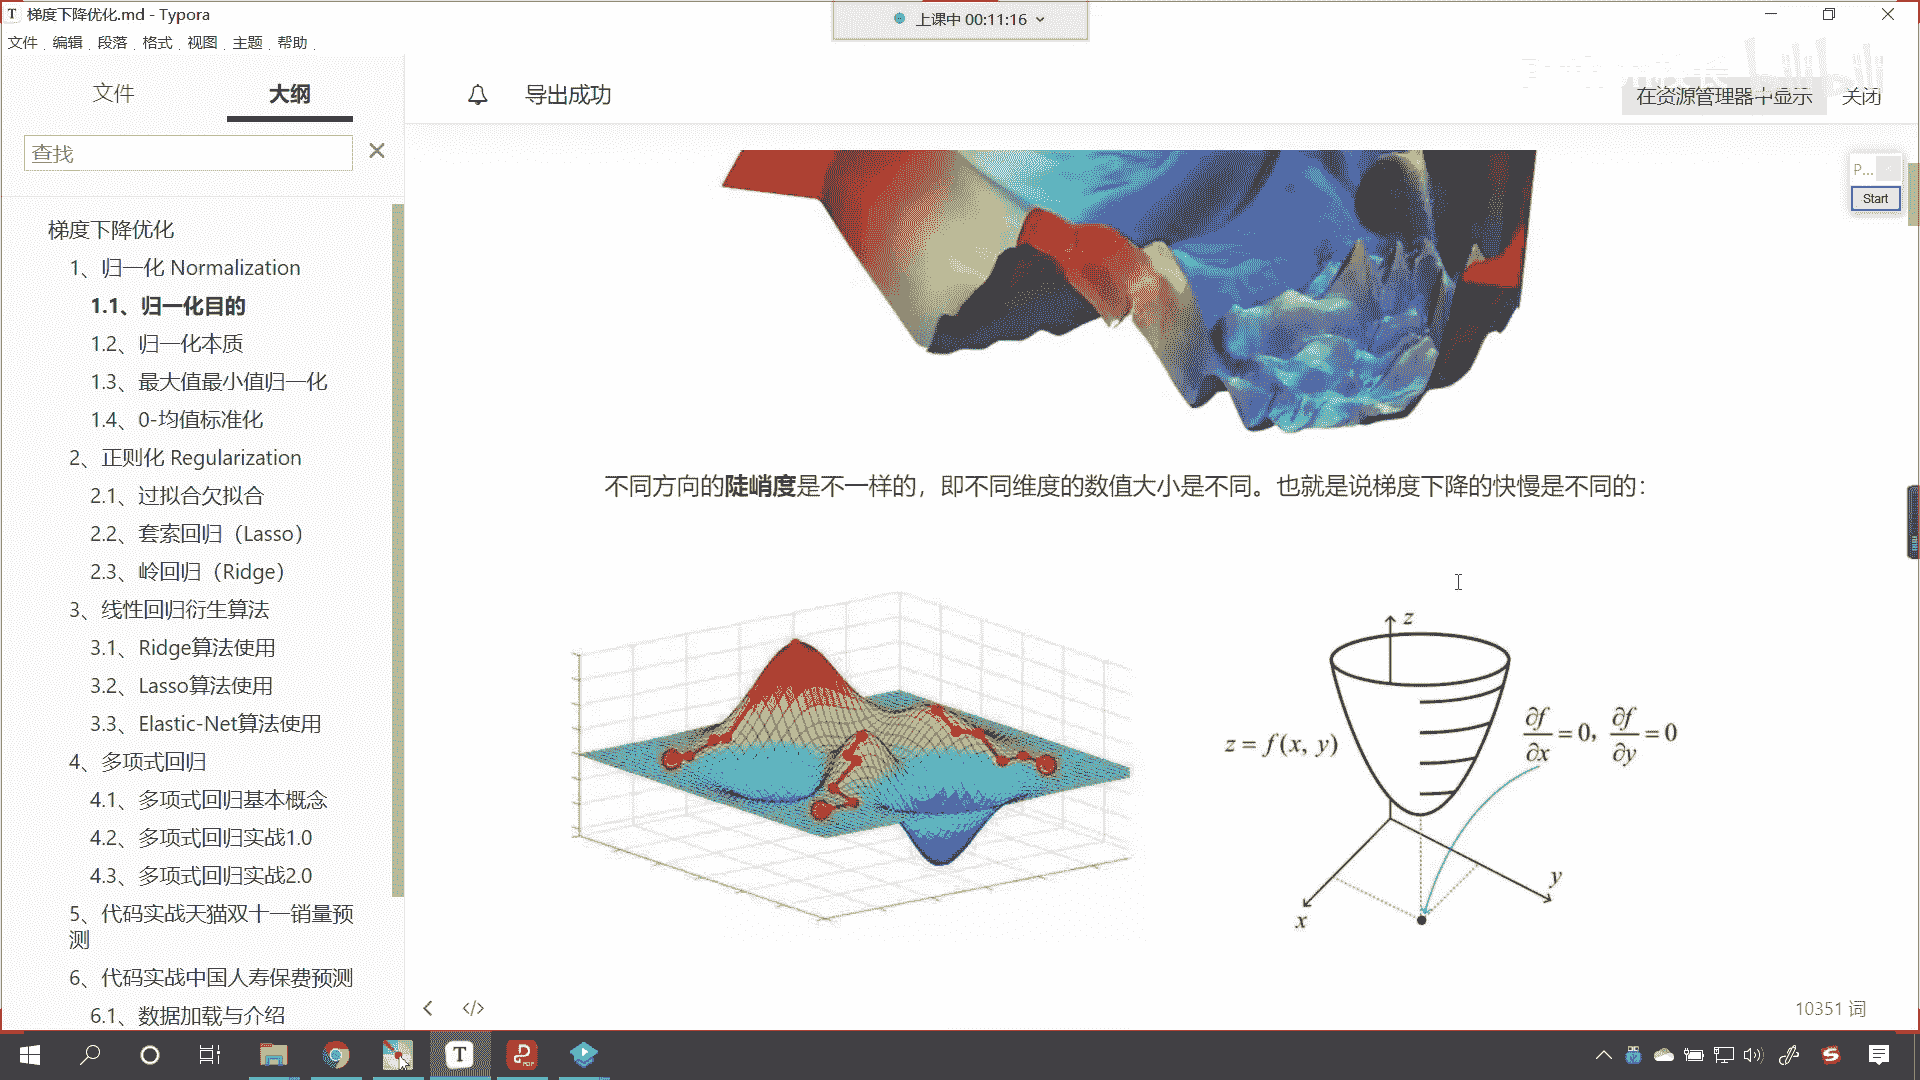 梯度下降优化.md - Typora
上课中 00:11:16
文件 编辑 段落 格式 视图 主题 帮助
文件
大纲
导出成功
在资源管理器中显示
关闭
查找
P...
Start
梯度下降优化
1、归一化 Normalization
1.1、归一化目的
1.2、归一化本质
1.3、最大值最小值归一化
1.4、0-均值标准化
2、正则化 Regularization
2.1、过拟合欠拟合
2.2、套索回归（Lasso）
2.3、岭回归（Ridge）
3、线性回归衍生算法
3.1、Ridge算法使用
3.2、Lasso算法使用
3.3、Elastic-Net算法使用
4、多项式回归
4.1、多项式回归基本概念
4.2、多项式回归实战1.0
4.3、多项式回归实战2.0
5、代码实战天猫双十一销量预
测
6、代码实战中国人寿保费预测
6.1、数据加载与介绍
不同方向的陡峭度是不一样的，即不同维度的数值大小是不同。也就是说梯度下降的快慢是不同的：
z
z = f(x, y)
∂f/∂x = 0, ∂f/∂y = 0
y
x
10351 词